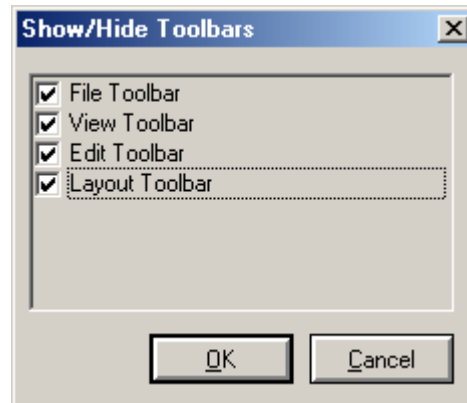 Show/Hide Toolbars
File Toolbar
View Toolbar
Edit Toolbar
Layout Toolbar
OK
Cancel